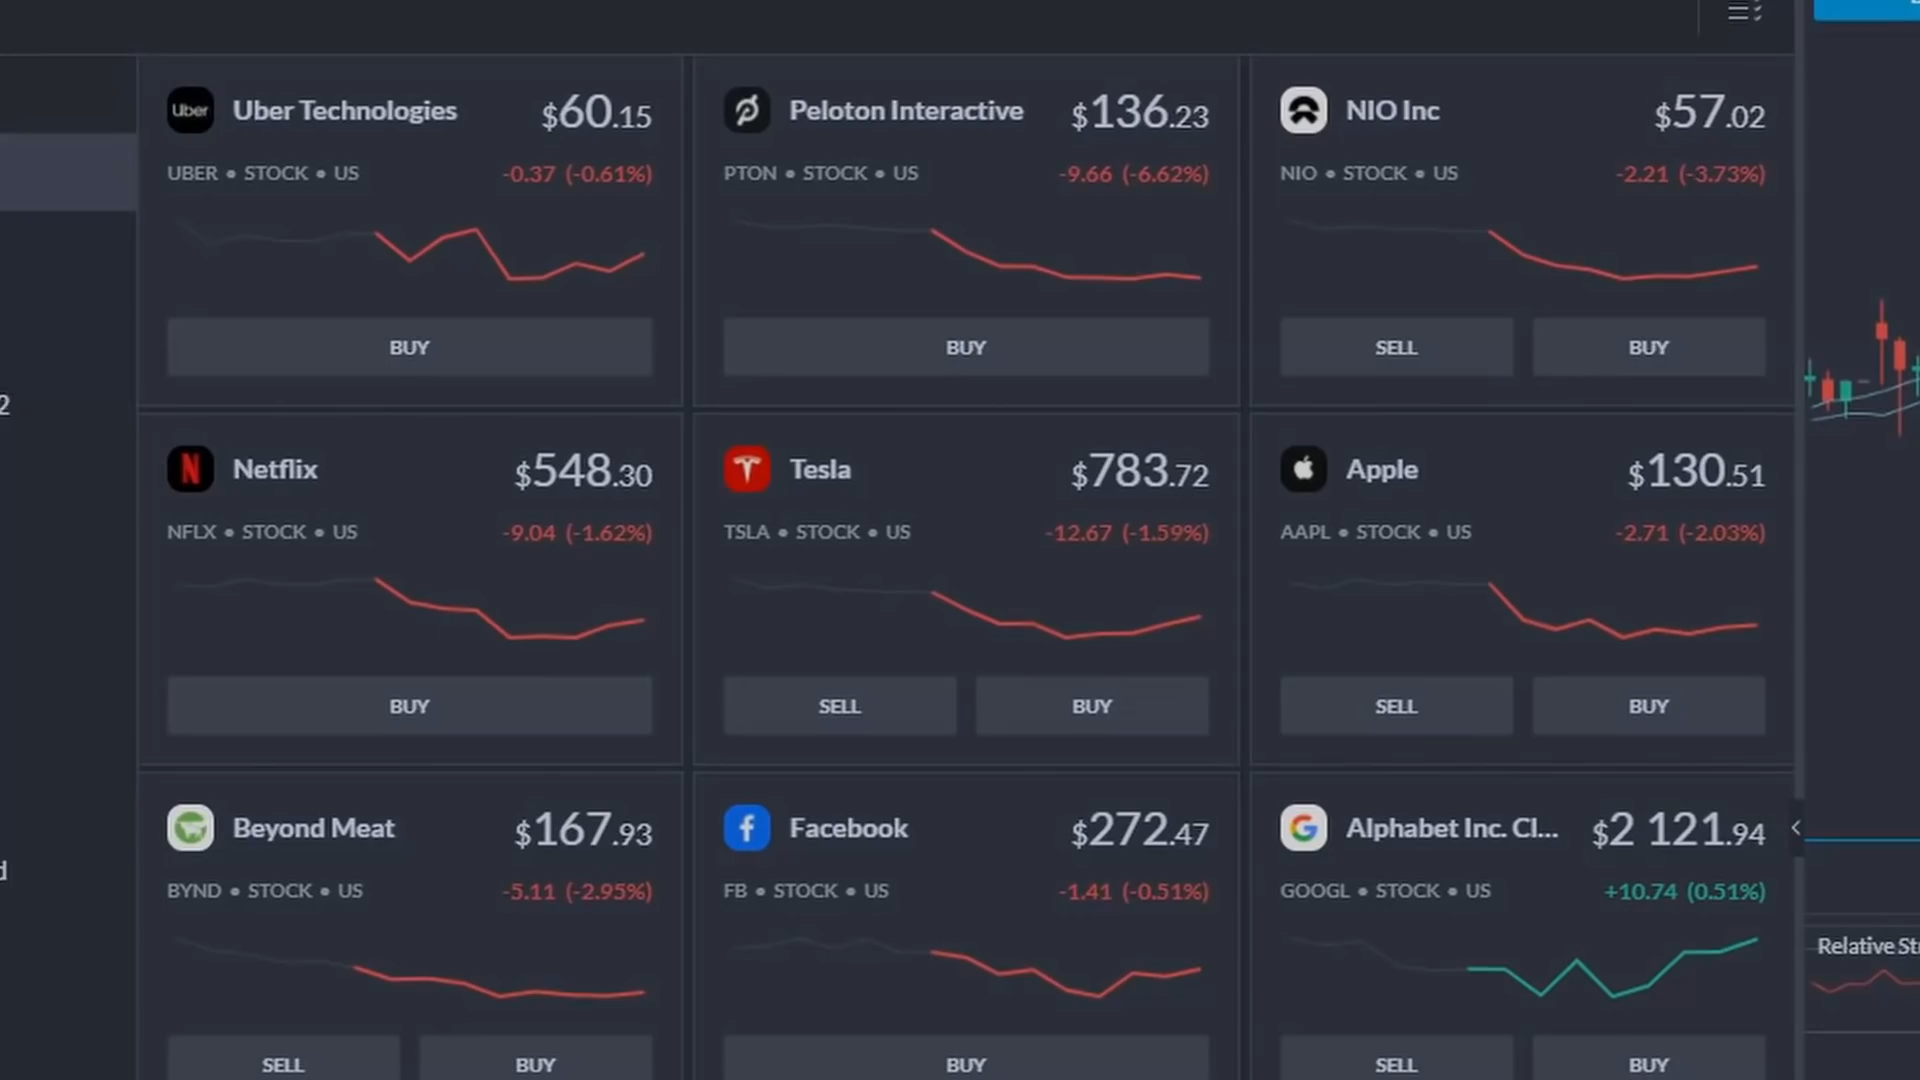 Uber
Uber Technologies
$60.15
UBER • STOCK • US
-0.37 (-0.61%)
BUY
Peloton Interactive
$136.23
PTON • STOCK • US
-9.66 (-6.62%)
BUY
NIO Inc
$57.02
NIO • STOCK • US
-2.21 (-3.73%)
SELL
BUY
2
Netflix
$548.30
NFLX • STOCK • US
-9.04 (-1.62%)
BUY
Tesla
$783.72
TSLA • STOCK • US
-12.67 (-1.59%)
SELL
BUY
Apple
$130.51
AAPL • STOCK • US
-2.71 (-2.03%)
SELL
BUY
d
Beyond Meat
$167.93
BYND • STOCK • US
-5.11 (-2.95%)
SELL
BUY
Facebook
$272.47
FB • STOCK • US
-1.41 (-0.51%)
BUY
Alphabet Inc. Cl...
$2 121.94
GOOGL • STOCK • US
+10.74 (0.51%)
SELL
BUY
Relative St